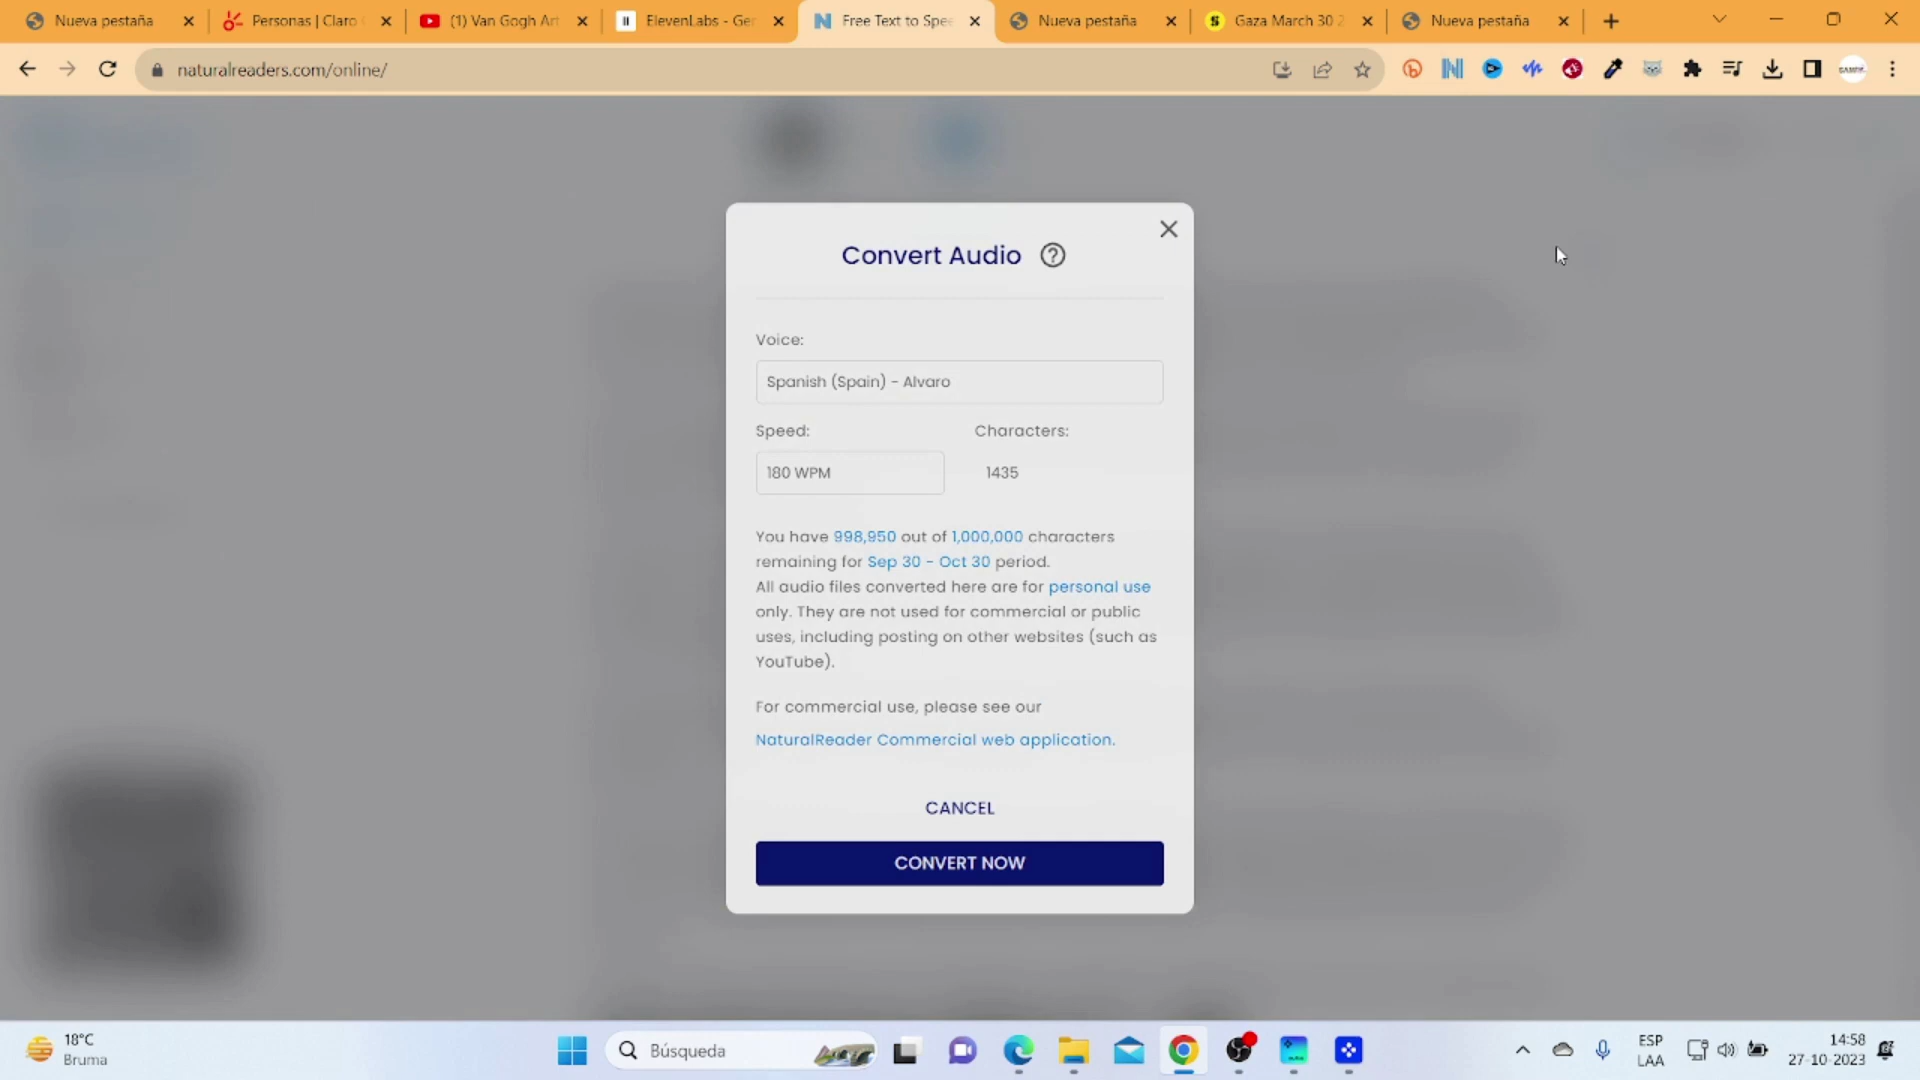 Nueva pestaña
Personas | Claro
(1) Van Gogh Art
ElevenLabs - Gen
Free Text to Spee
Nueva pestaña
Gaza March 30 2
Nueva pestaña
naturalreaders.com/online/
Convert Audio
Voice:
Spanish (Spain) - Alvaro
Speed:
Characters:
180 WPM
1435
You have 998,950 out of 1,000,000 characters
remaining for Sep 30 - Oct 30 period.
All audio files converted here are for personal use
only. They are not used for commercial or public
uses, including posting on other websites (such as
YouTube).
For commercial use, please see our
NaturalReader Commercial web application.
CANCEL
CONVERT NOW
18°C
Bruma
Búsqueda
ESP
LAA
14:58
27-10-2023